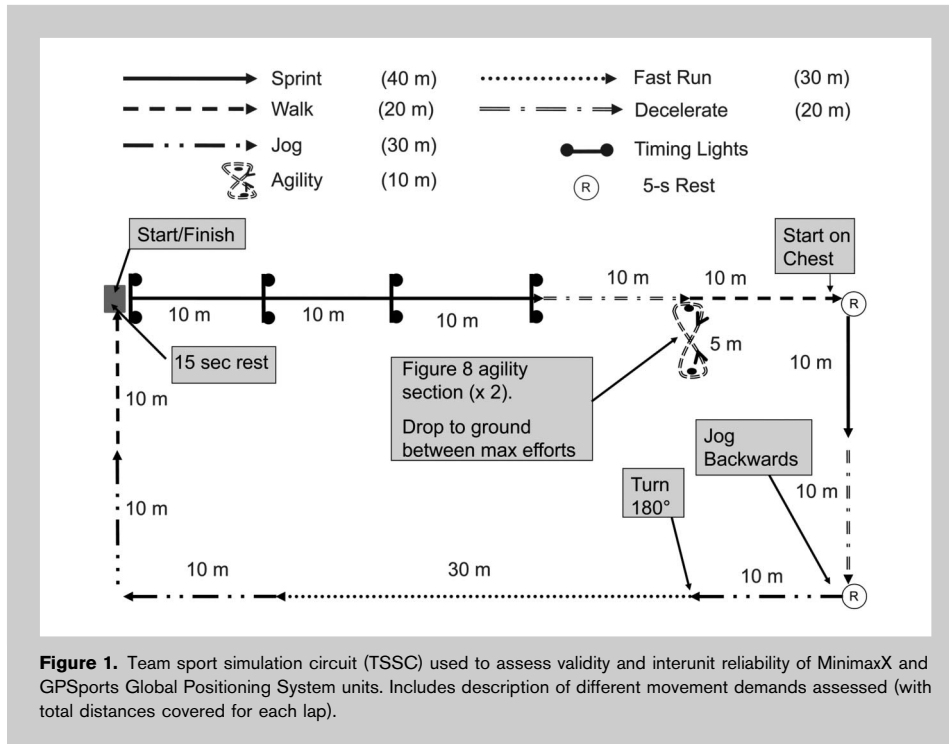 Sprint (40 m)
Fast Run (30 m)
Walk (20 m)
Decelerate (20 m)
Jog (30 m)
Timing Lights
Agility (10 m)
R 5-s Rest
Start/Finish
Start on
Chest
10 m 10 m
R
10 m 10 m 10 m
5 m
15 sec rest
10 m
Figure 8 agility
section (x 2).
Drop to ground
between max efforts
10 m
Jog
Backwards
Turn
180°
10 m
10 m
10 m 30 m 10 m
R
Figure 1. Team sport simulation circuit (TSSC) used to assess validity and interunit reliability of MinimaxX and
GPSports Global Positioning System units. Includes description of different movement demands assessed (with
total distances covered for each lap).